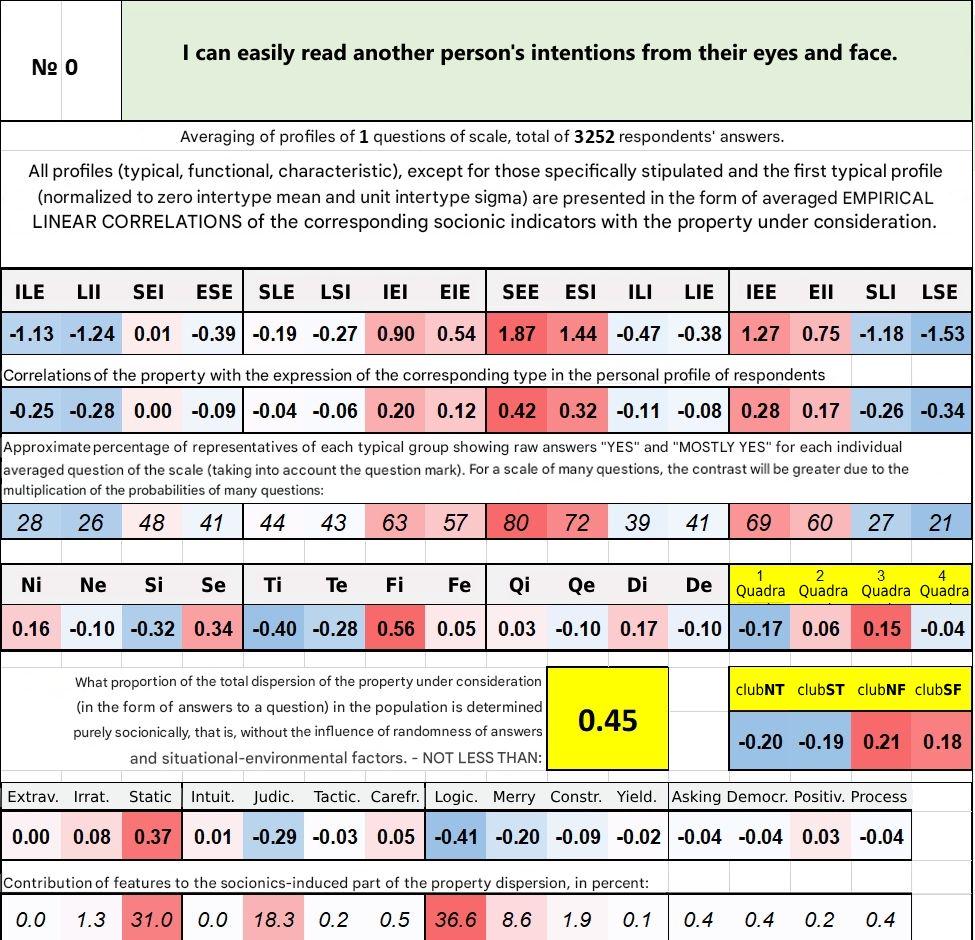 № 0
I can easily read another person's intentions from their eyes and face.
Averaging of profiles of 1 questions of scale, total of 3252 respondents' answers.
All profiles (typical, functional, characteristic), except for those specifically stipulated and the first typical profile
(normalized to zero intertype mean and unit intertype sigma) are presented in the form of averaged EMPIRICAL
LINEAR CORRELATIONS of the corresponding socionic indicators with the property under consideration.
ILE LII SEI ESE SLE LSI IEI EIE SEE ESI ILI LIE IEE EII SLI LSE
-1.13 -1.24 0.01 -0.39 -0.19 -0.27 0.90 0.54 1.87 1.44 -0.47 -0.38 1.27 0.75 -1.18 -1.53
Correlations of the property with the expression of the corresponding type in the personal profile of respondents
-0.25 -0.28 0.00 -0.09 -0.04 -0.06 0.20 0.12 0.42 0.32 -0.11 -0.08 0.28 0.17 -0.26 -0.34
Approximate percentage of representatives of each typical group showing raw answers "YES" and "MOSTLY YES" for each individual
averaged question of the scale (taking into account the question mark). For a scale of many questions, the contrast will be greater due to the
multiplication of the probabilities of many questions:
28 26 48 41 44 43 63 57 80 72 39 41 69 60 27 21
Ni Ne Si Se Ti Te Fi Fe Qi Qe Di De 1 Quadra 2 Quadra 3 Quadra 4 Quadra
0.16 -0.10 -0.32 0.34 -0.40 -0.28 0.56 0.05 0.03 -0.10 0.17 -0.10 -0.17 0.06 0.15 -0.04
What proportion of the total dispersion of the property under consideration
(in the form of answers to a question) in the population is determined
purely socionically, that is, without the influence of randomness of answers
and situational-environmental factors. - NOT LESS THAN:
0.45
clubNT clubST clubNF clubSF
-0.20 -0.19 0.21 0.18
Extrav. Irrat. Static Intuit. Judic. Tactic. Carefr. Logic. Merry Constr. Yield. Asking Democr. Positiv. Process
0.00 0.08 0.37 0.01 -0.29 -0.03 0.05 -0.41 -0.20 -0.09 -0.02 -0.04 -0.04 0.03 -0.04
Contribution of features to the socionics-induced part of the property dispersion, in percent:
0.0 1.3 31.0 0.0 18.3 0.2 0.5 36.6 8.6 1.9 0.1 0.4 0.4 0.2 0.4